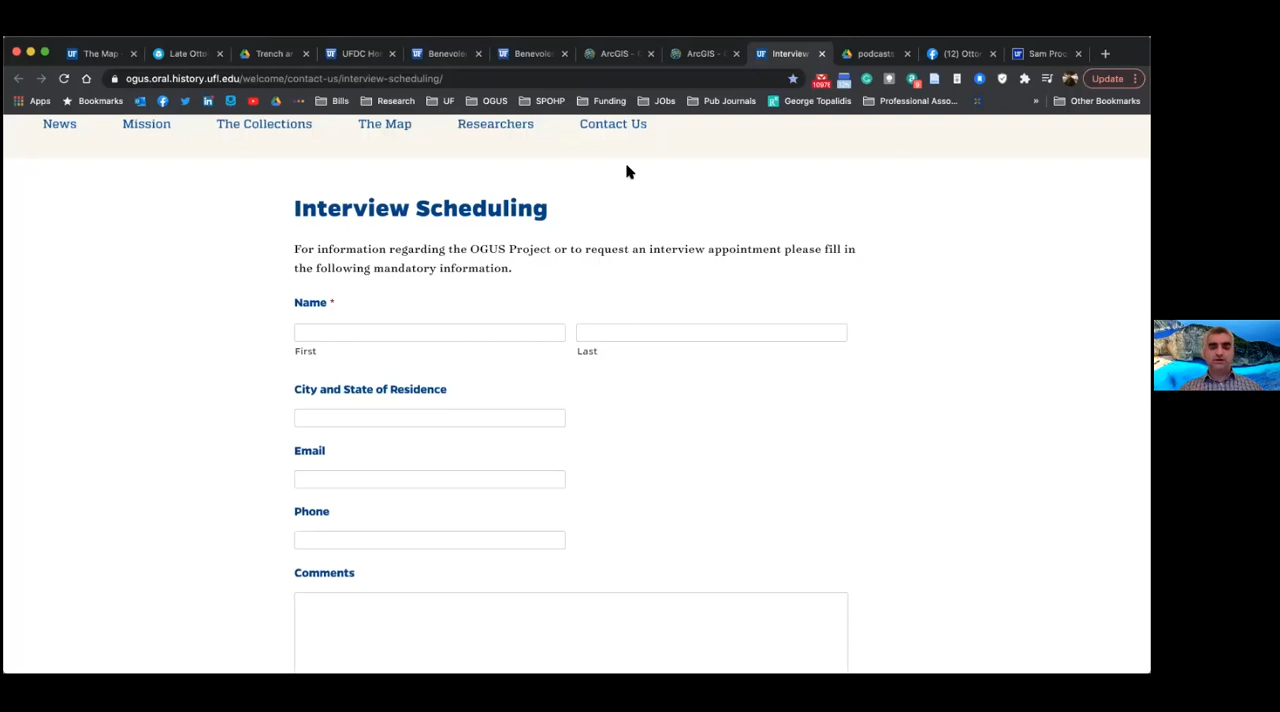 The Map
Late Otto
Trench an
UFDC Ho
Benevole
Benevole
ArcGIS -
ArcGIS -
Interview
podcasts
(12) Otto
Sam Pro
ogus.oral.history.ufl.edu/welcome/contact-us/interview-scheduling/
Update
Apps
Bookmarks
Bills
Research
UF
OGUS
SPOHP
Funding
JObs
Pub Journals
George Topalidis
Professional Asso...
»
Other Bookmarks
News
Mission
The Collections
The Map
Researchers
Contact Us
Interview Scheduling
For information regarding the OGUS Project or to request an interview appointment please fill in
the following mandatory information.
Name *
First
Last
City and State of Residence
Email
Phone
Comments